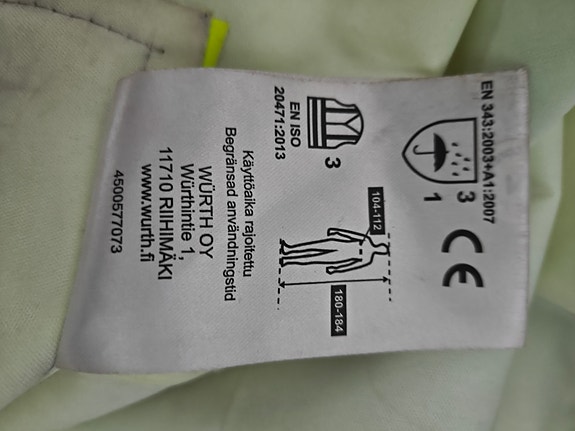 EN 343:2003+A1:2007
3
1
CE
104-112
180-184
3
EN ISO
20471:2013
Käyttöaika rajoitettu
Begränsad användningstid
WÜRTH OY
Würthintie 1,
11710 RIIHIMÄKI
www.wurth.fi
4500577073